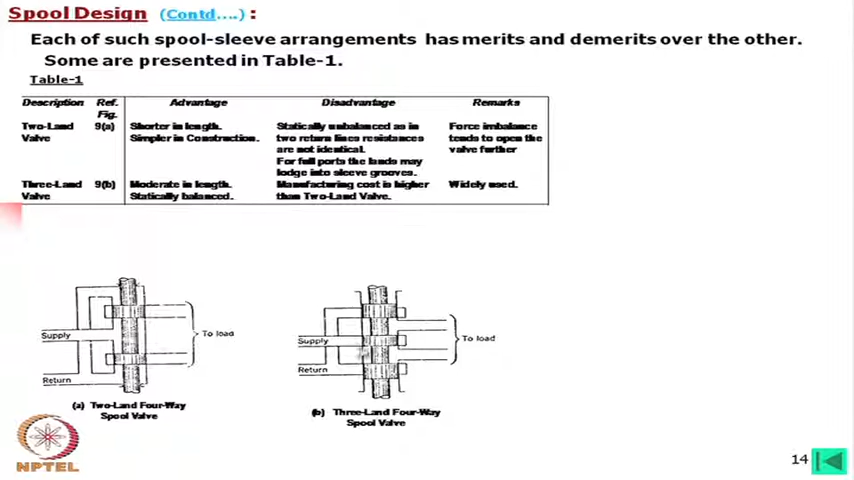 Spool Design (Contd....) :
Each of such spool-sleeve arrangements has merits and demerits over the other.
Some are presented in Table-1.
Table-1
Description Ref. Fig. Advantage Disadvantage Remarks
Two-Land Valve 9(a) Shorter in length. Simpler in Construction. Statically unbalanced as in two return lines resistances are not identical. For full ports the lands may lodge into sleeve grooves. Force imbalance tends to open the valve further
Three-Land Valve 9(b) Moderate in length. Statically balanced. Manufacturing cost is higher than Two-Land Valve. Widely used.
Supply
To load
Return
(a) Two-Land Four-Way
Spool Valve
Supply
To load
Return
(b) Three-Land Four-Way
Spool Valve
NPTEL
14